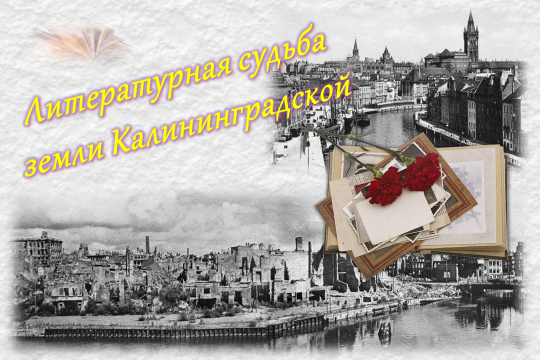 Литературная судьба
земли Калининградской